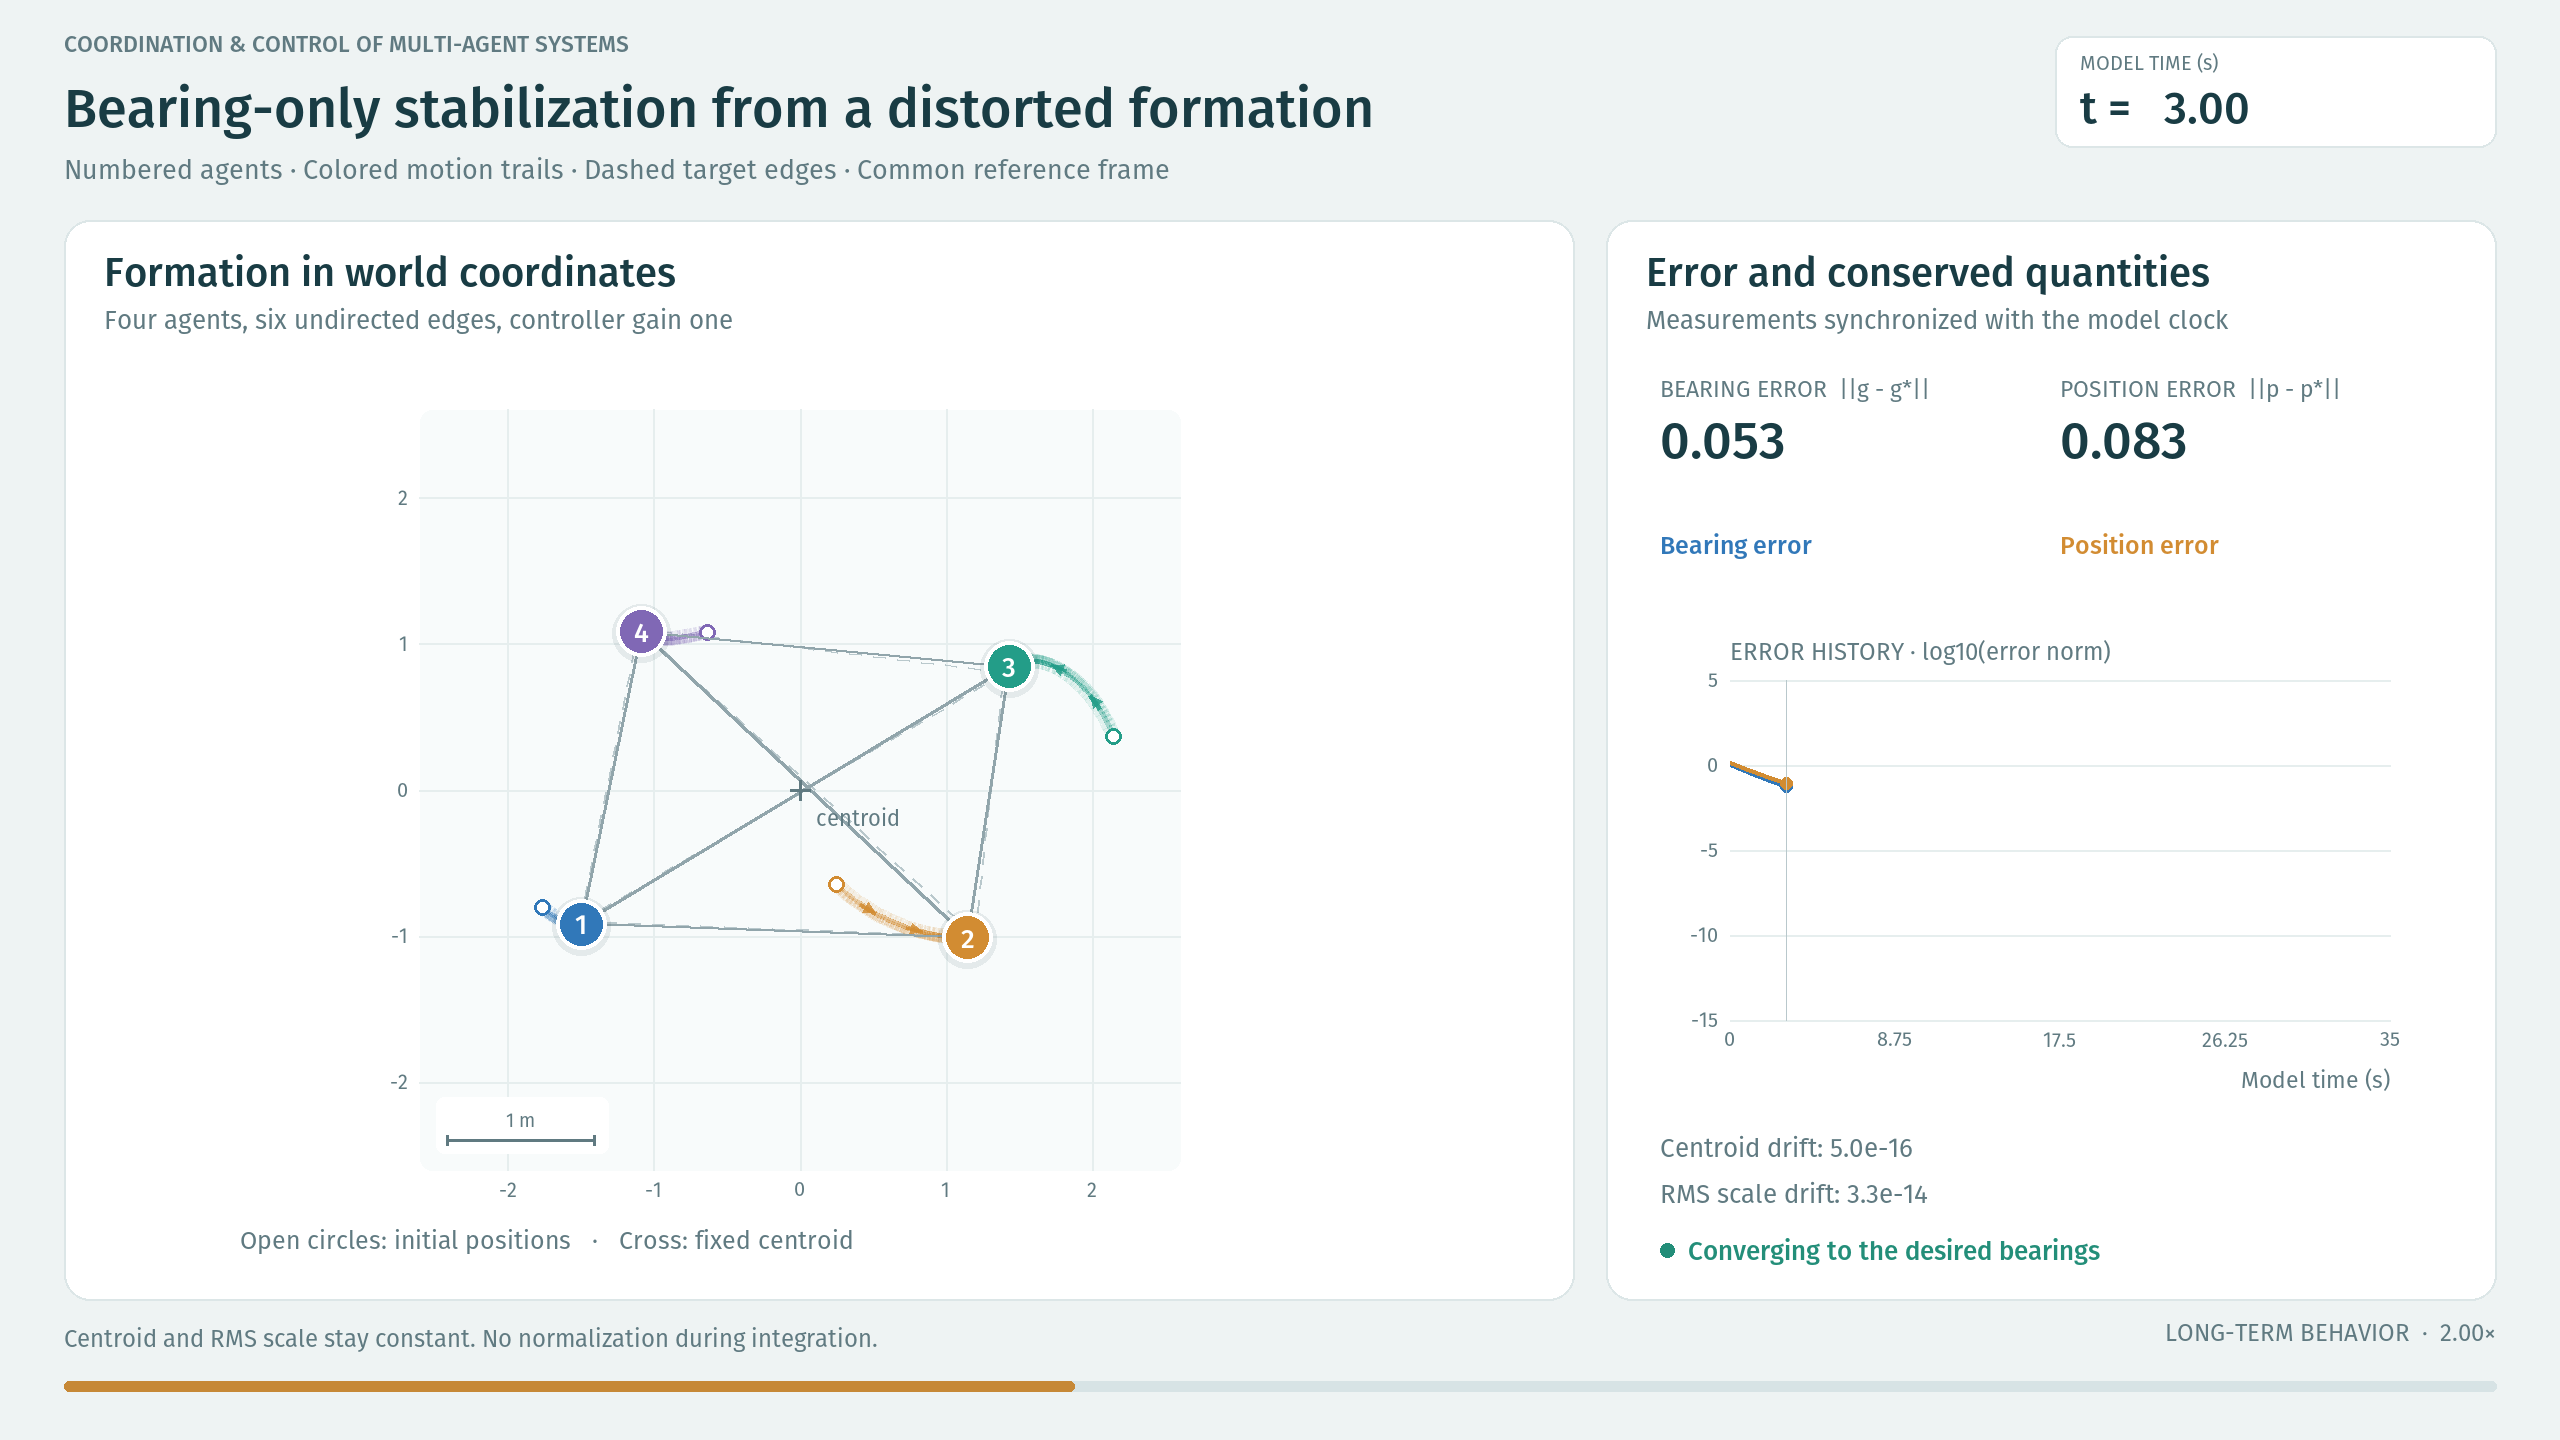 COORDINATION & CONTROL OF MULTI-AGENT SYSTEMS
Bearing-only stabilization from a distorted formation
Numbered agents · Colored motion trails · Dashed target edges · Common reference frame
MODEL TIME (s)
t = 3.00
Formation in world coordinates
Four agents, six undirected edges, controller gain one
2
1
0
-1
-2
4
3
centroid
1
2
1 m
-2
-1
0
1
2
Open circles: initial positions · Cross: fixed centroid
Error and conserved quantities
Measurements synchronized with the model clock
BEARING ERROR ||g - g*||
0.053
POSITION ERROR ||p - p*||
0.083
Bearing error
Position error
ERROR HISTORY · log10(error norm)
5
0
-5
-10
-15
0
8.75
17.5
26.25
35
Model time (s)
Centroid drift: 5.0e-16
RMS scale drift: 3.3e-14
Converging to the desired bearings
Centroid and RMS scale stay constant. No normalization during integration.
LONG-TERM BEHAVIOR · 2.00×